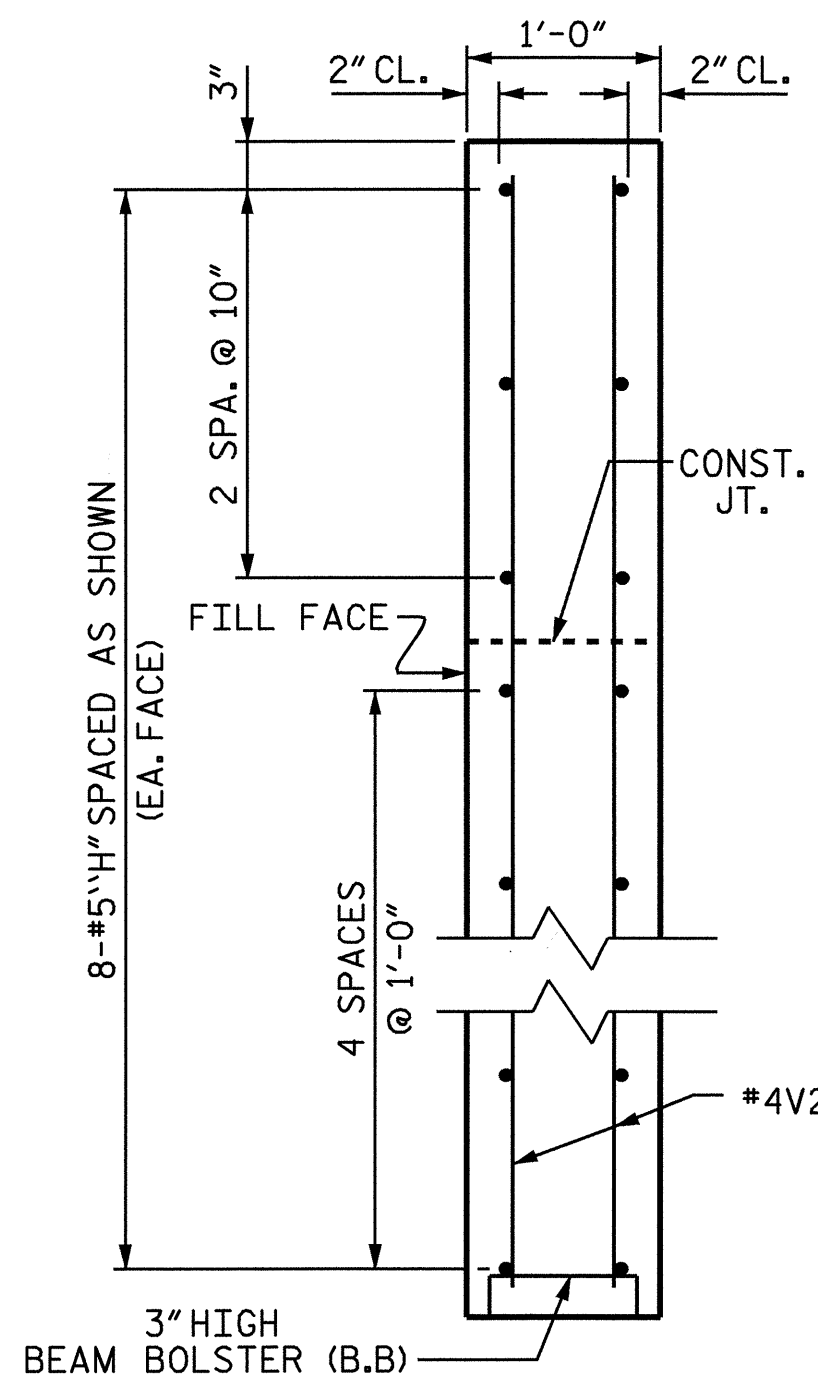 1'-0"
2" CL.
2" CL.
3"
2 SPA. @ 10"
CONST.
JT.
FILL FACE
8-#5``H" SPACED AS SHOWN
(EA. FACE)
4 SPACES
@ 1'-0"
#4V2
3" HIGH
BEAM BOLSTER (B.B)